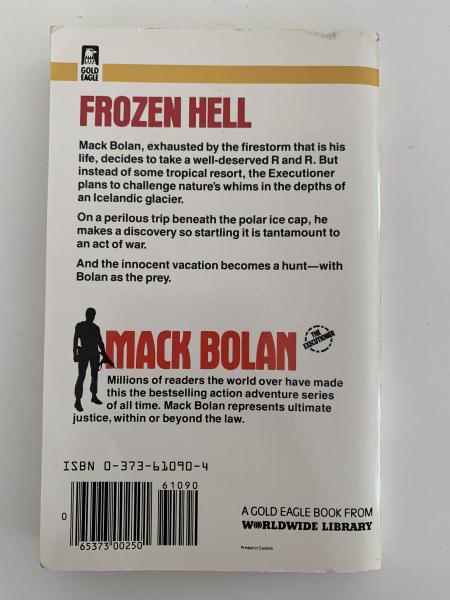 GOLD
EAGLE
FROZEN HELL
Mack Bolan, exhausted by the firestorm that is his
life, decides to take a well-deserved R and R. But
instead of some tropical resort, the Executioner
plans to challenge nature's whims in the depths of
an Icelandic glacier.
On a perilous trip beneath the polar ice cap, he
makes a discovery so startling it is tantamount to
an act of war.
And the innocent vacation becomes a hunt—with
Bolan as the prey.
MACK BOLAN
THE EXECUTIONER
Millions of readers the world over have made
this the bestselling action adventure series
of all time. Mack Bolan represents ultimate
justice, within or beyond the law.
ISBN 0-373-61090-4
61090
0
65373 00250
A GOLD EAGLE BOOK FROM
WORLDWIDE LIBRARY
Printed in Canada